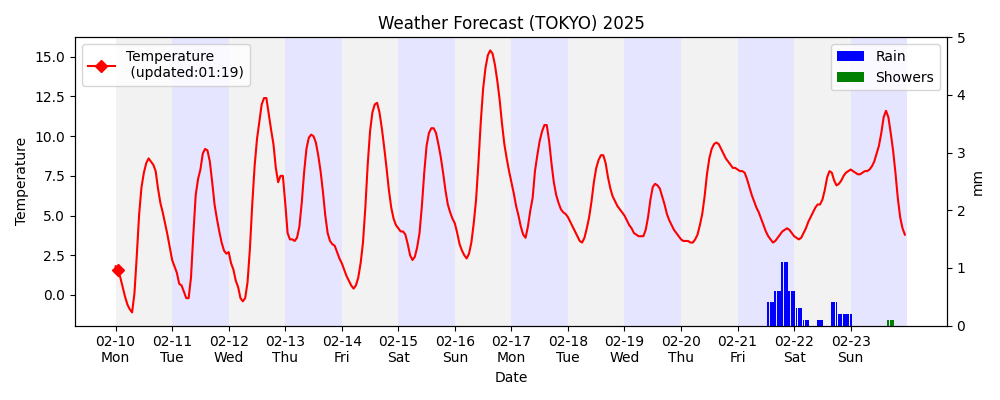 Weather Forecast (TOKYO) 2025
Temperature
(updated:01:19)
Rain
Showers
Temperature
15.0
12.5
10.0
7.5
5.0
2.5
0.0
5
4
3
2
1
0
mm
02-10 02-11 02-12 02-13 02-14 02-15 02-16 02-17 02-18 02-19 02-20 02-21 02-22 02-23
Mon Tue Wed Thu Fri Sat Sun Mon Tue Wed Thu Fri Sat Sun
Date